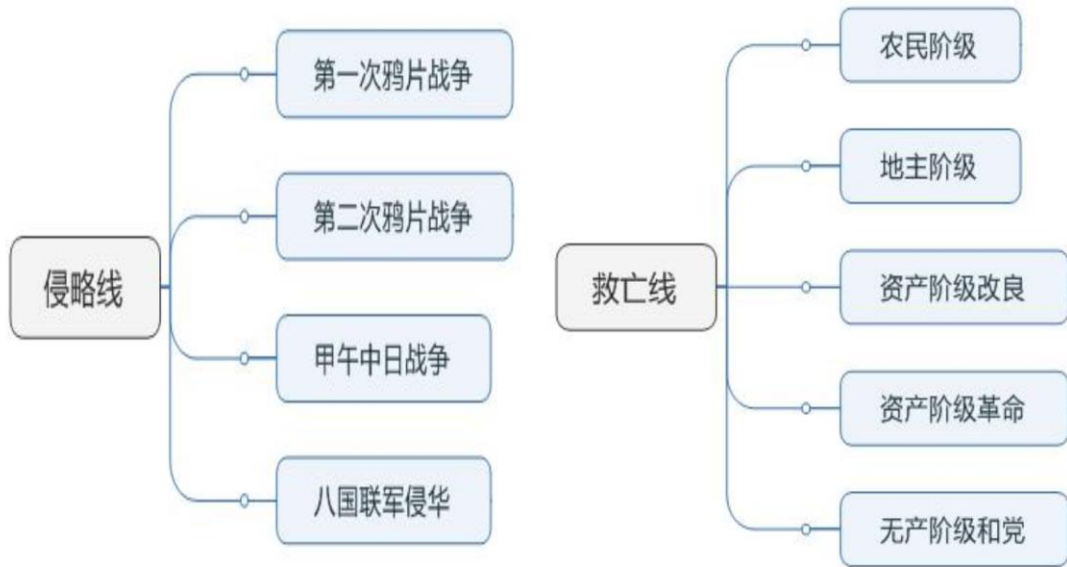 侵略线
第一次鸦片战争
第二次鸦片战争
甲午中日战争
八国联军侵华
救亡线
农民阶级
地主阶级
资产阶级改良
资产阶级革命
无产阶级和党